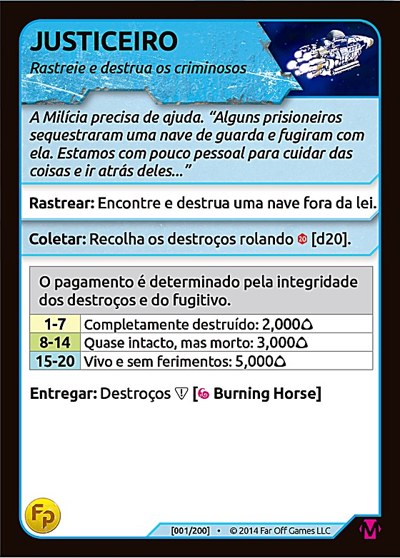 JUSTICEIRO
Rastreie e destrua os criminosos
A Milícia precisa de ajuda. “Alguns prisioneiros
sequestraram uma nave de guarda e fugiram com
ela. Estamos com pouco pessoal para cuidar das
coisas e ir atrás deles...”
Rastrear: Encontre e destrua uma nave fora da lei.
Coletar: Recolha os destroços rolando 20 [d20].
O pagamento é determinado pela integridade
dos destroços e do fugitivo.
1-7 Completamente destruído: 2,000
8-14 Quase intacto, mas morto: 3,000
15-20 Vivo e sem ferimentos: 5,000
Entregar: Destroços [ Burning Horse]
FP
[001/200] • © 2014 Far Off Games LLC
M